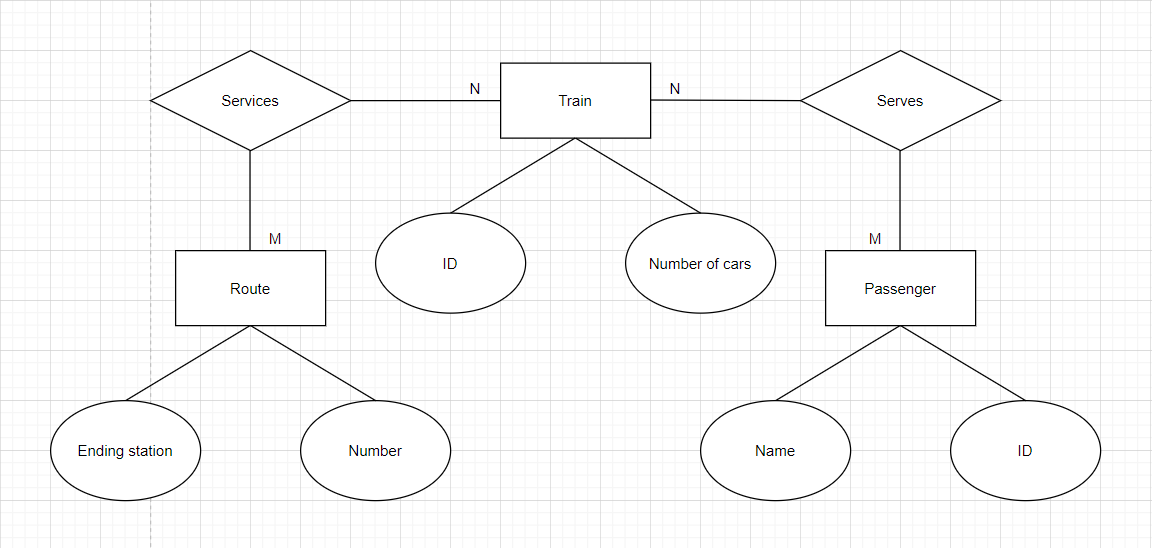 Services
N
Train
N
Serves
M
M
ID
Number of cars
Route
Passenger
Ending station
Number
Name
ID